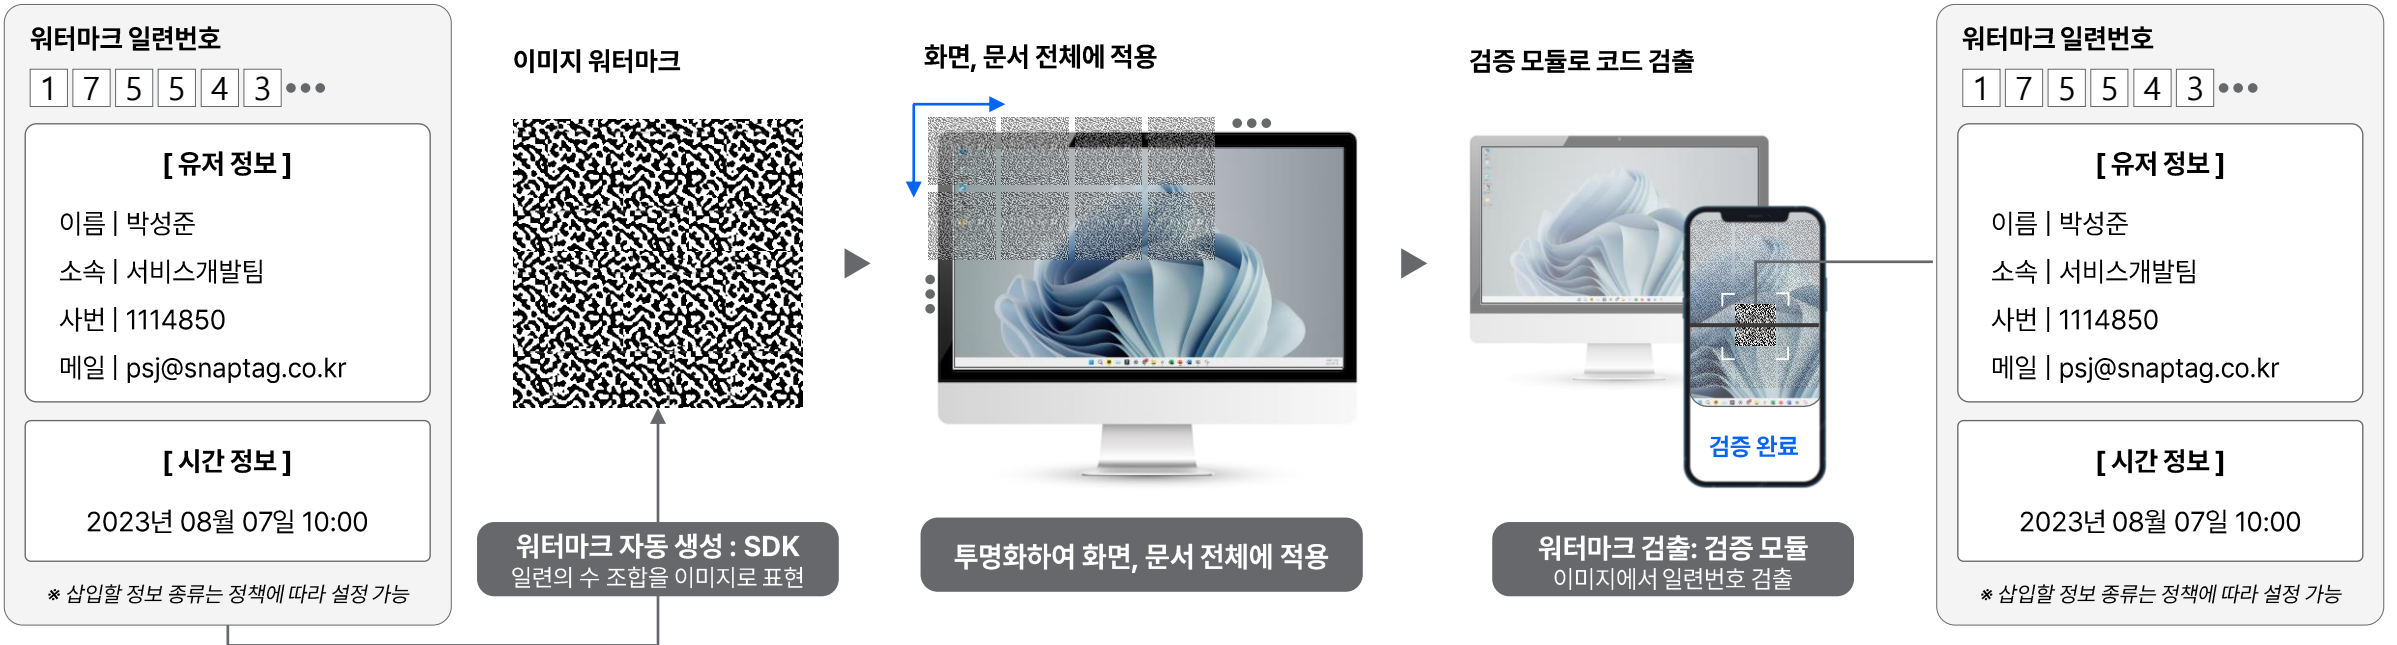 워터마크 일련번호
1 7 5 5 4 3 •••
[ 유저 정보 ]
이름 | 박성준
소속 | 서비스개발팀
사번 | 1114850
메일 | psj@snaptag.co.kr
[ 시간 정보 ]
2023년 08월 07일 10:00
※ 삽입할 정보 종류는 정책에 따라 설정 가능
이미지 워터마크
워터마크 자동 생성 : SDK
일련의 수 조합을 이미지로 표현
화면, 문서 전체에 적용
투명화하여 화면, 문서 전체에 적용
검증 모듈로 코드 검출
검증 완료
워터마크 검출: 검증 모듈
이미지에서 일련번호 검출
워터마크 일련번호
1 7 5 5 4 3 •••
[ 유저 정보 ]
이름 | 박성준
소속 | 서비스개발팀
사번 | 1114850
메일 | psj@snaptag.co.kr
[ 시간 정보 ]
2023년 08월 07일 10:00
※ 삽입할 정보 종류는 정책에 따라 설정 가능